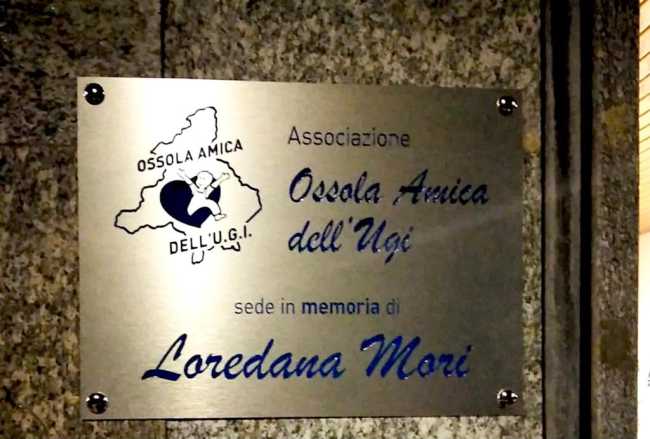 OSSOLA AMICA
DELL'U.G.I.
Associazione
Ossola Amica
dell'Ugi
sede in memoria di
Loredana Mori